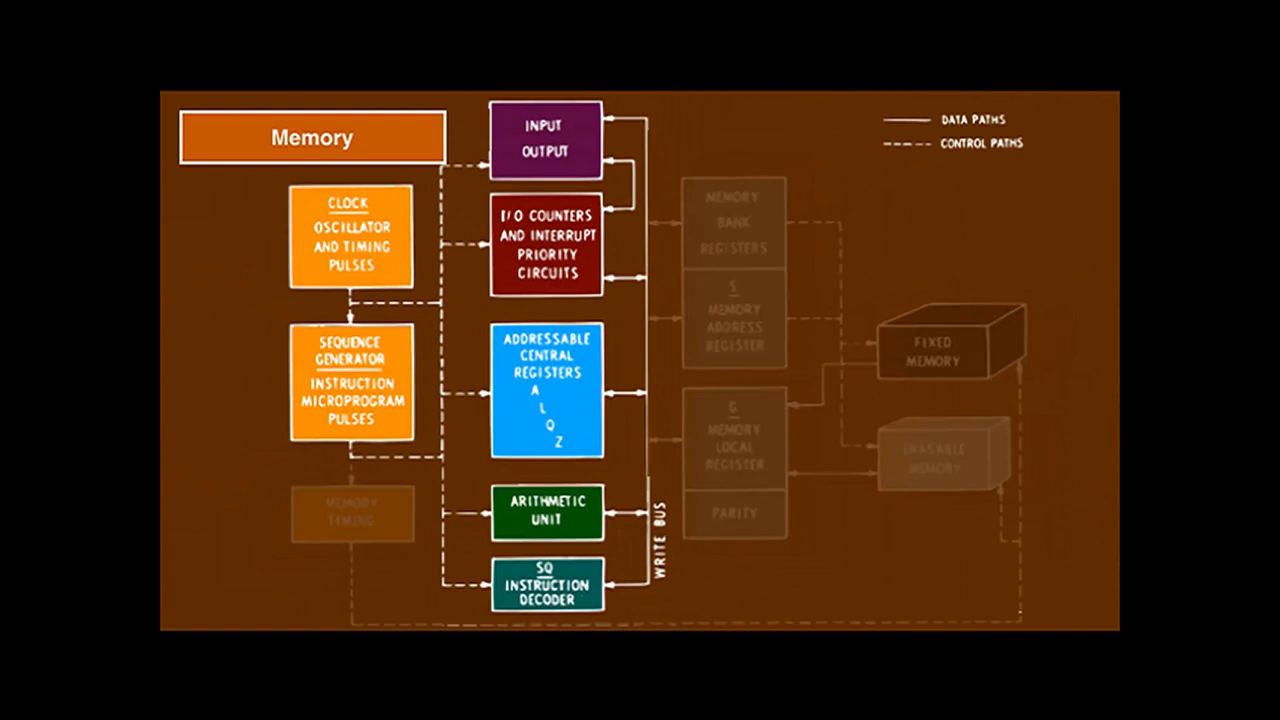 Memory
CLOCK
OSCILLATOR
AND TIMING
PULSES
SEQUENCE
GENERATOR
INSTRUCTION
MICROPROGRAM
PULSES
MEMORY
TIMING
INPUT
OUTPUT
I/O COUNTERS
AND INTERRUPT
PRIORITY
CIRCUITS
ADDRESSABLE
CENTRAL
REGISTERS
A
L
Q
Z
ARITHMETIC
UNIT
SQ
INSTRUCTION
DECODER
WRITE BUS
MEMORY
BANK
REGISTERS
S
MEMORY
ADDRESS
REGISTER
G
MEMORY
LOCAL
REGISTER
PARITY
DATA PATHS
CONTROL PATHS
FIXED
MEMORY
ERASABLE
MEMORY